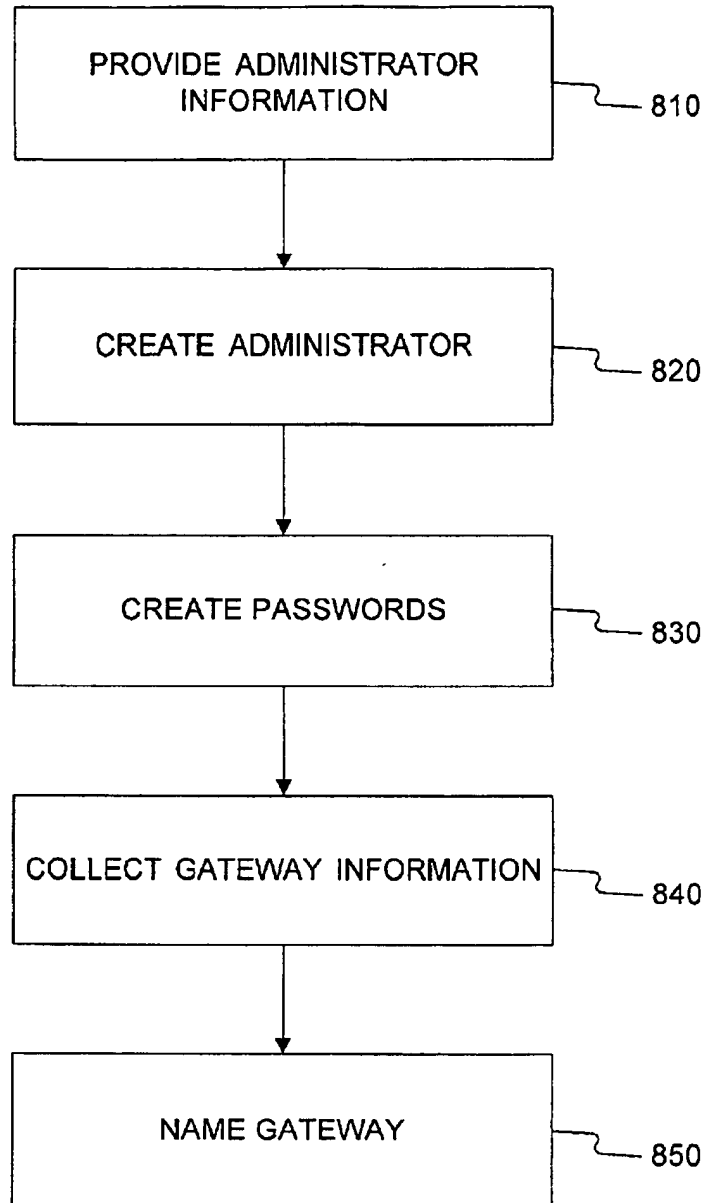 PROVIDE ADMINISTRATOR
INFORMATION
810
CREATE ADMINISTRATOR
820
CREATE PASSWORDS
830
COLLECT GATEWAY INFORMATION
840
NAME GATEWAY
850